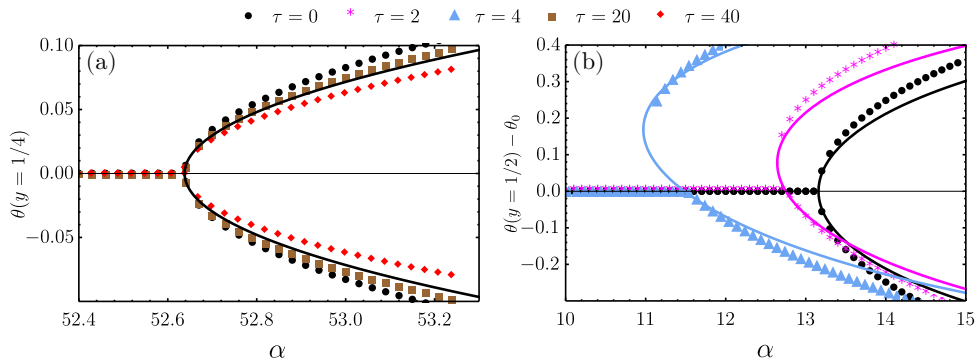 τ = 0 τ = 2 τ = 4 τ = 20 τ = 40
(a)
0.10
0.05
0.00
−0.05
θ(y = 1/4)
52.4 52.6 52.8 53.0 53.2
α
(b)
0.4
0.3
0.2
0.1
0.0
−0.2
θ(y = 1/2) − θ₀
10 11 12 13 14 15
α